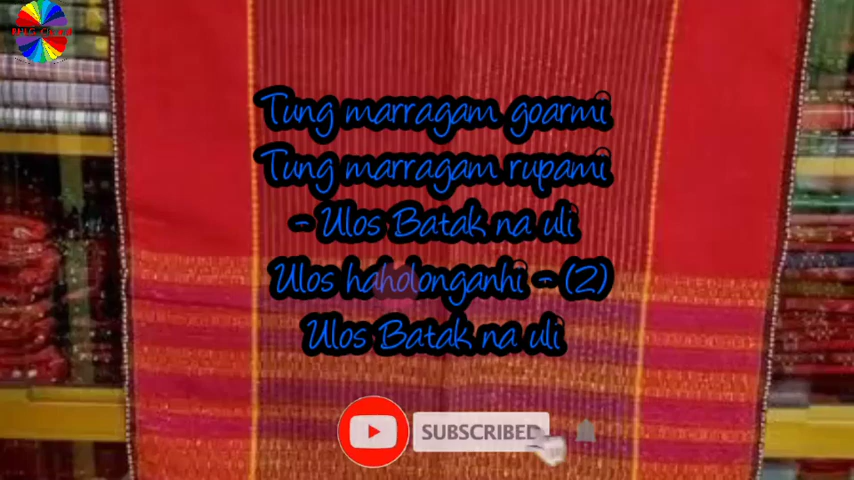 Tung marragam goarmi
Tung marragam rupami
- Ulos Batak na uli
Ulos haholonganhi - (2)
Ulos Batak na uli
SUBSCRIBED